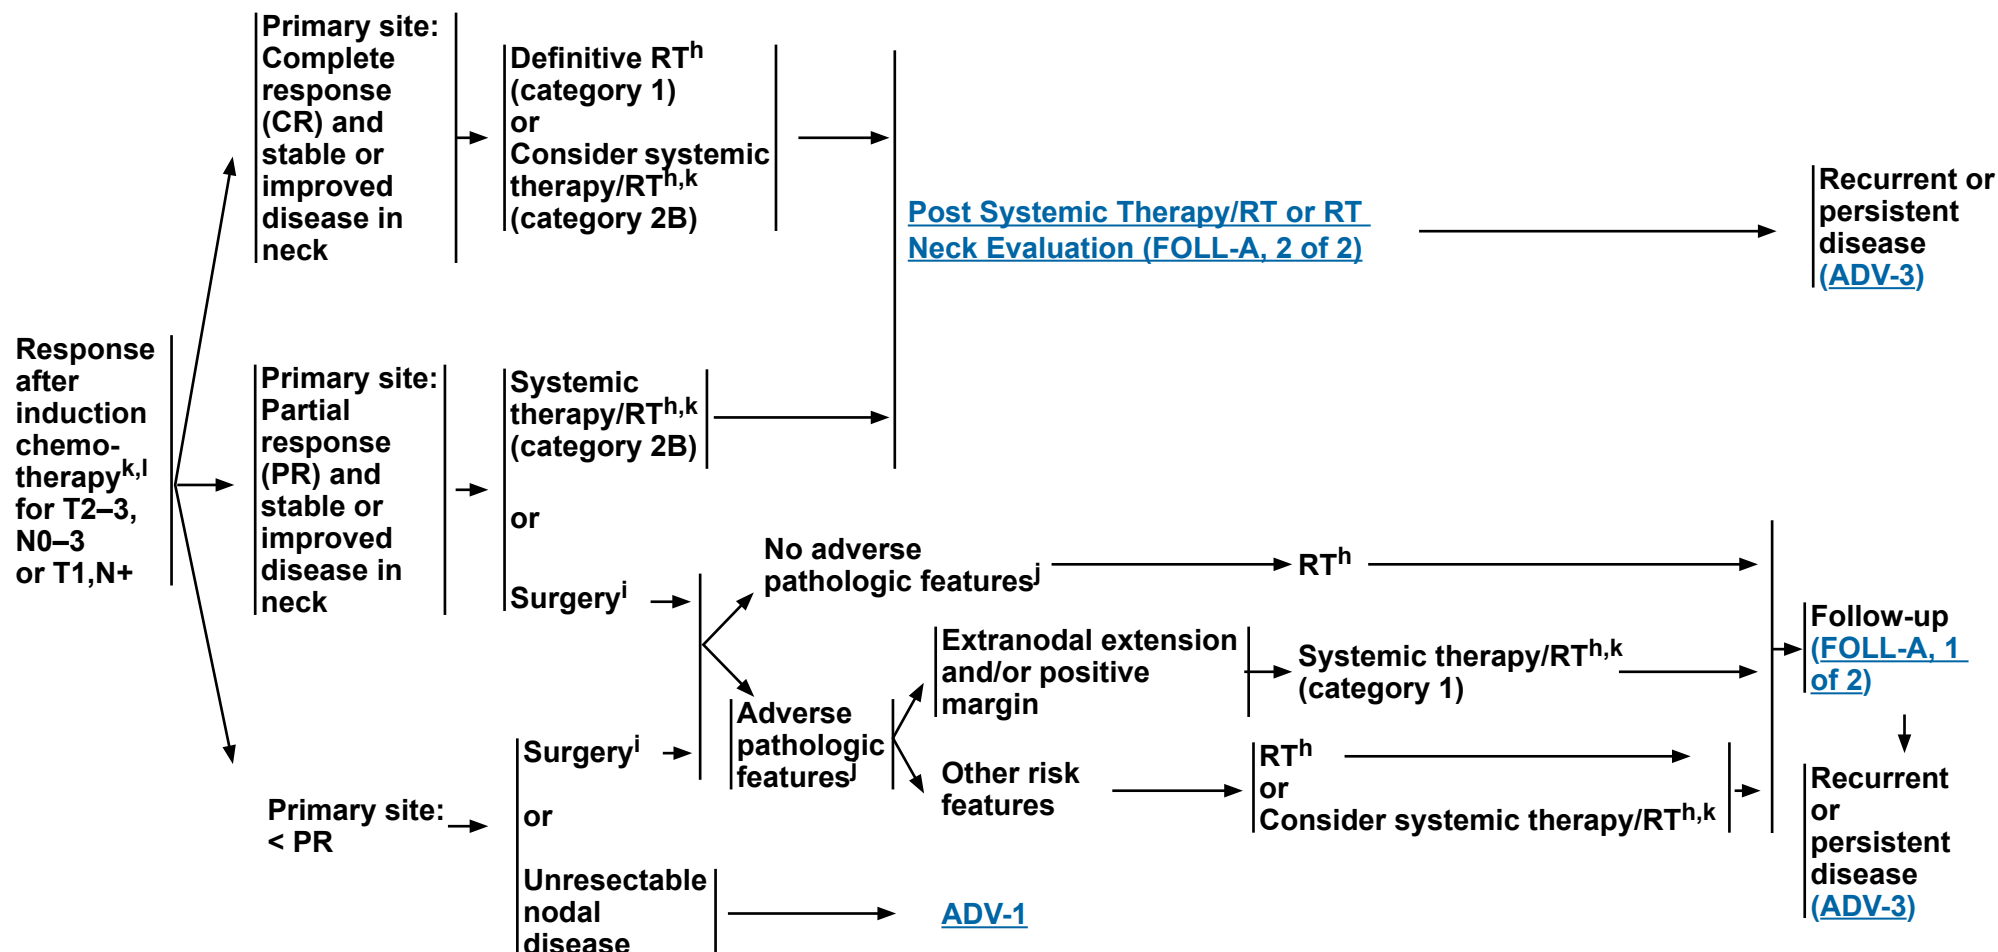 Response
after
induction
chemo-
therapyk,l
for T2–3,
N0–3
or T1,N+
Primary site:
Complete
response
(CR) and
stable or
improved
disease in
neck
Definitive RTh
(category 1)
or
Consider systemic
therapy/RTh,k
(category 2B)
Post Systemic Therapy/RT or RT
Neck Evaluation (FOLL-A, 2 of 2)
Recurrent or
persistent
disease
(ADV-3)
Primary site:
Partial
response
(PR) and
stable or
improved
disease in
neck
Systemic
therapy/RTh,k
(category 2B)
or
Surgeryi
No adverse
pathologic featuresj
RTh
Adverse
pathologic
featuresj
Extranodal extension
and/or positive
margin
Systemic therapy/RTh,k
(category 1)
Other risk
features
RTh
or
Consider systemic therapy/RTh,k
Follow-up
(FOLL-A, 1
of 2)
Recurrent
or
persistent
disease
(ADV-3)
Primary site:
< PR
Surgeryi
or
Unresectable
nodal
disease
ADV-1